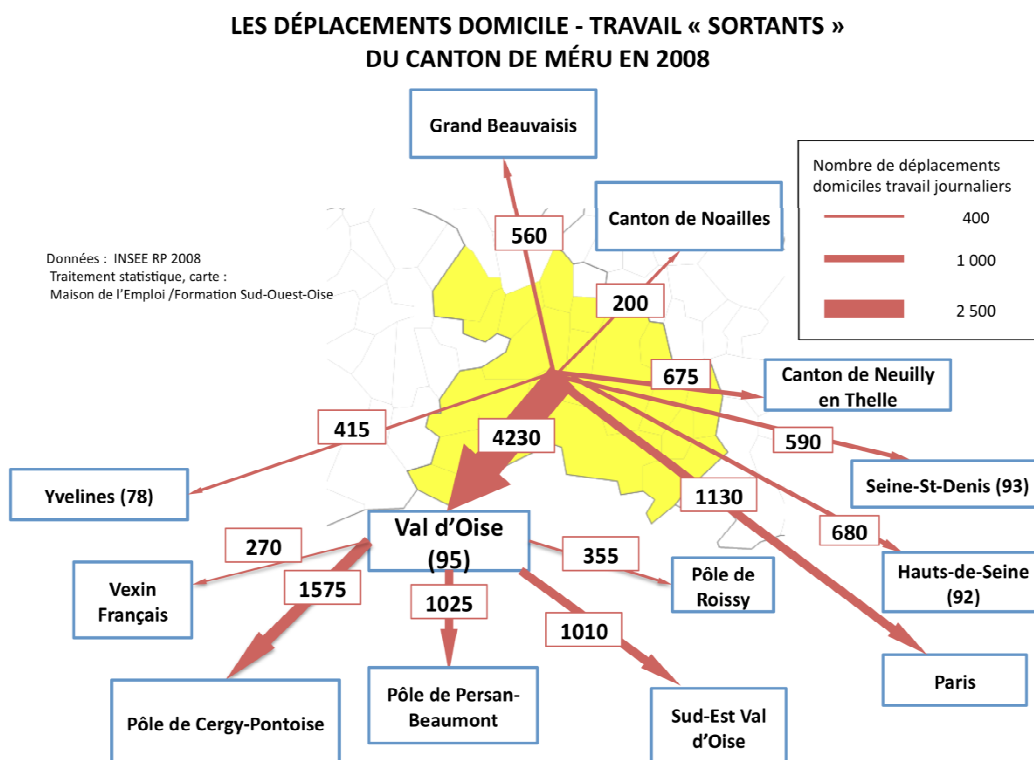 LES DÉPLACEMENTS DOMICILE - TRAVAIL « SORTANTS »
DU CANTON DE MÉRU EN 2008
Grand Beauvaisis
Canton de Noailles
Nombre de déplacements
domiciles travail journaliers
400
1 000
2 500
Données : INSEE RP 2008
Traitement statistique, carte :
Maison de l'Emploi /Formation Sud-Ouest-Oise
560
200
675
Canton de Neuilly
en Thelle
415
4230
590
Yvelines (78)
1130
Seine-St-Denis (93)
680
Val d'Oise
(95)
270
355
Vexin
Français
1575
1025
1010
Pôle de
Roissy
Hauts-de-Seine
(92)
Pôle de Cergy-Pontoise
Pôle de Persan-
Beaumont
Sud-Est Val
d'Oise
Paris